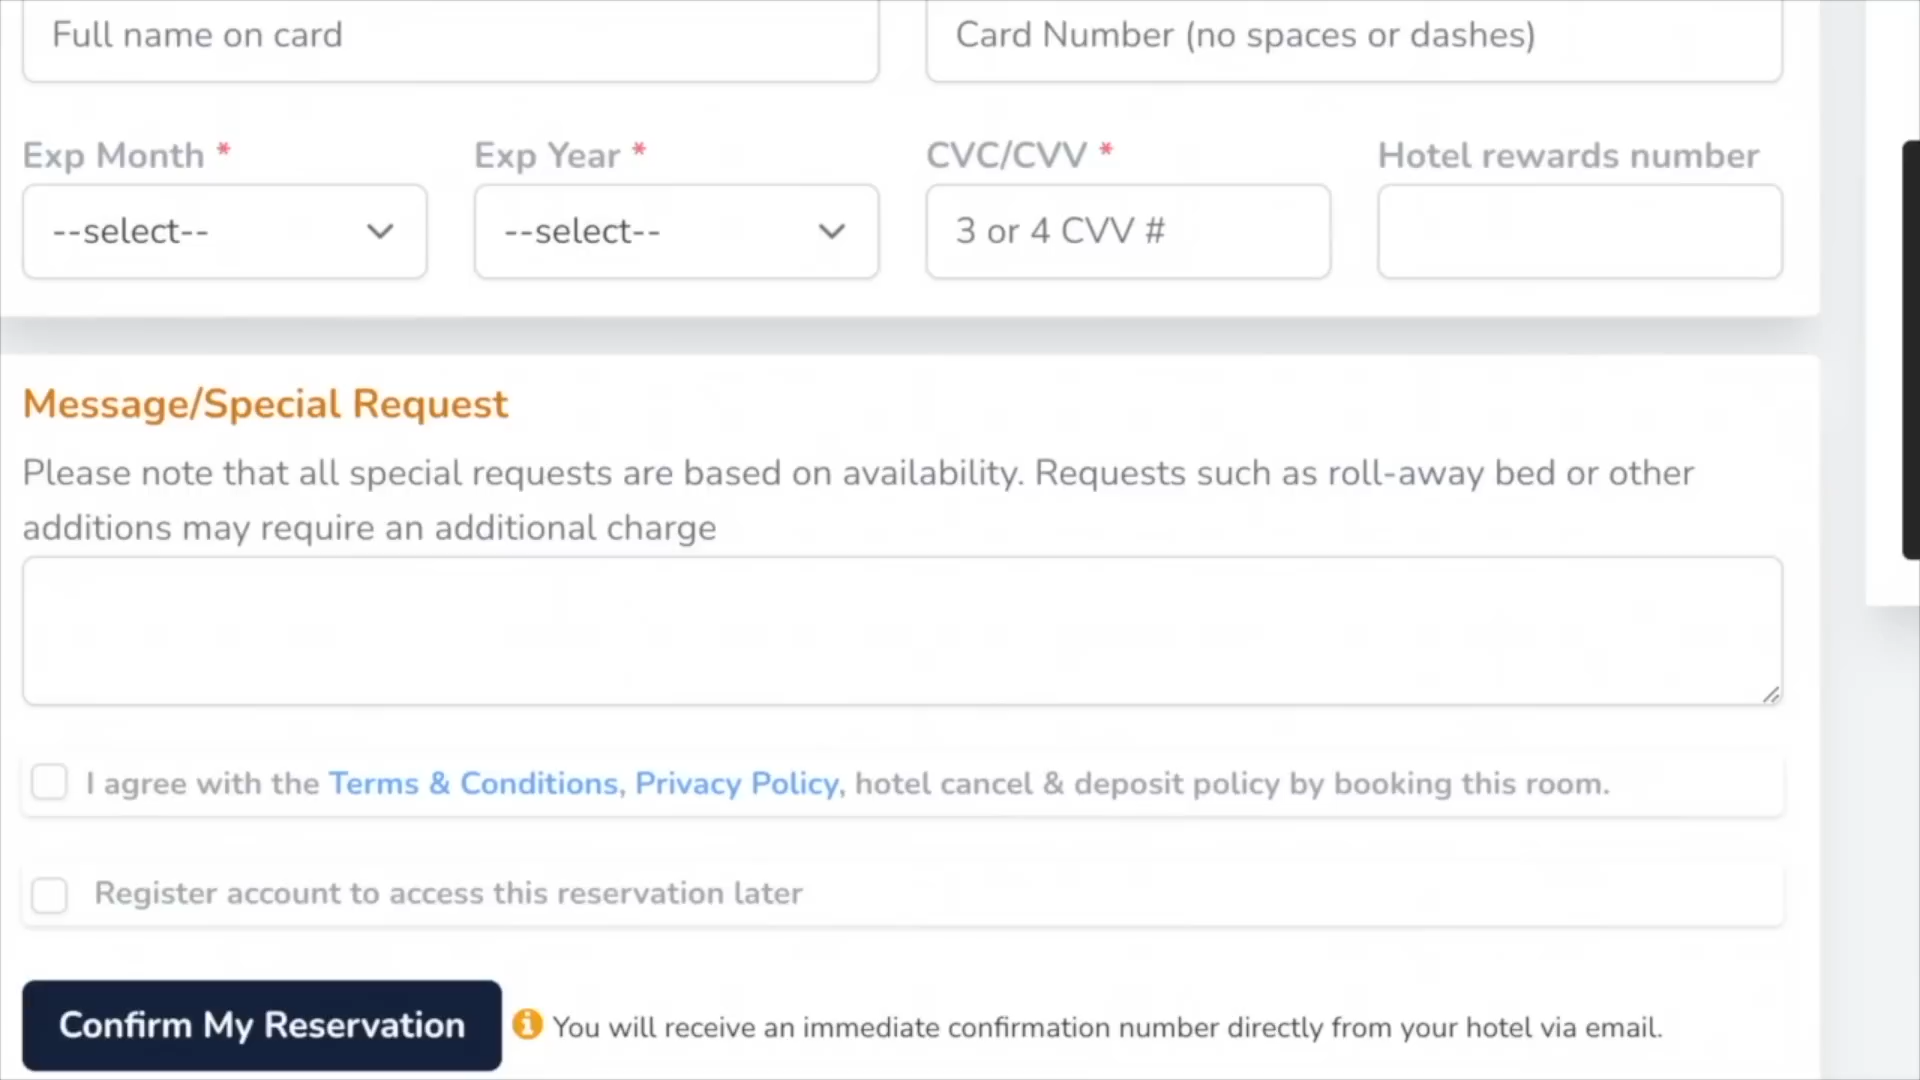 Full name on card
Card Number (no spaces or dashes)
Exp Month *
Exp Year *
CVC/CVV *
Hotel rewards number
--select--
--select--
3 or 4 CVV #
Message/Special Request
Please note that all special requests are based on availability. Requests such as roll-away bed or other
additions may require an additional charge
I agree with the Terms & Conditions, Privacy Policy, hotel cancel & deposit policy by booking this room.
Register account to access this reservation later
Confirm My Reservation
You will receive an immediate confirmation number directly from your hotel via email.